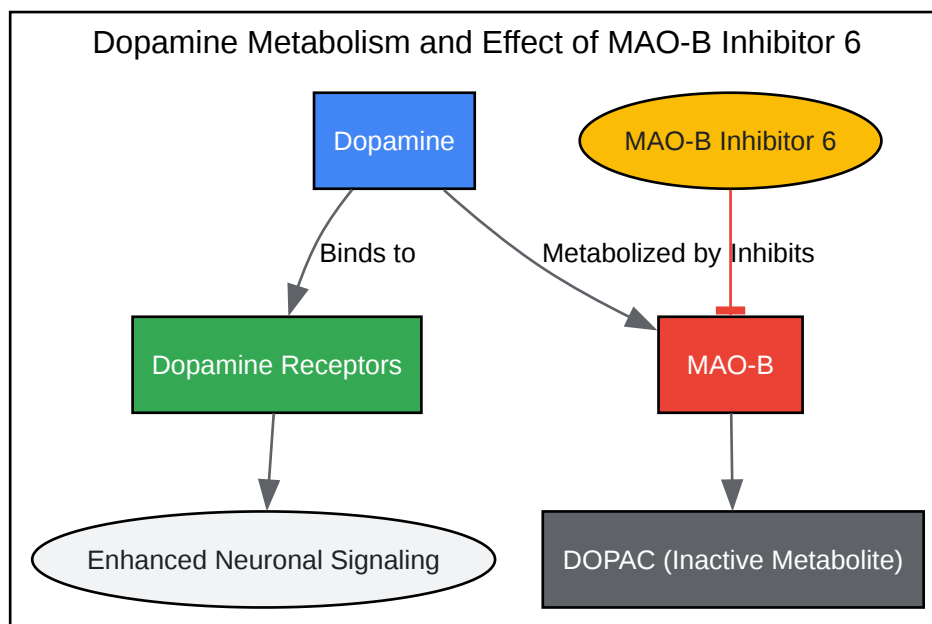 Dopamine Metabolism and Effect of MAO-B Inhibitor 6
Dopamine
MAO-B Inhibitor 6
Binds to
Metabolized by
Inhibits
Dopamine Receptors
MAO-B
Enhanced Neuronal Signaling
DOPAC (Inactive Metabolite)